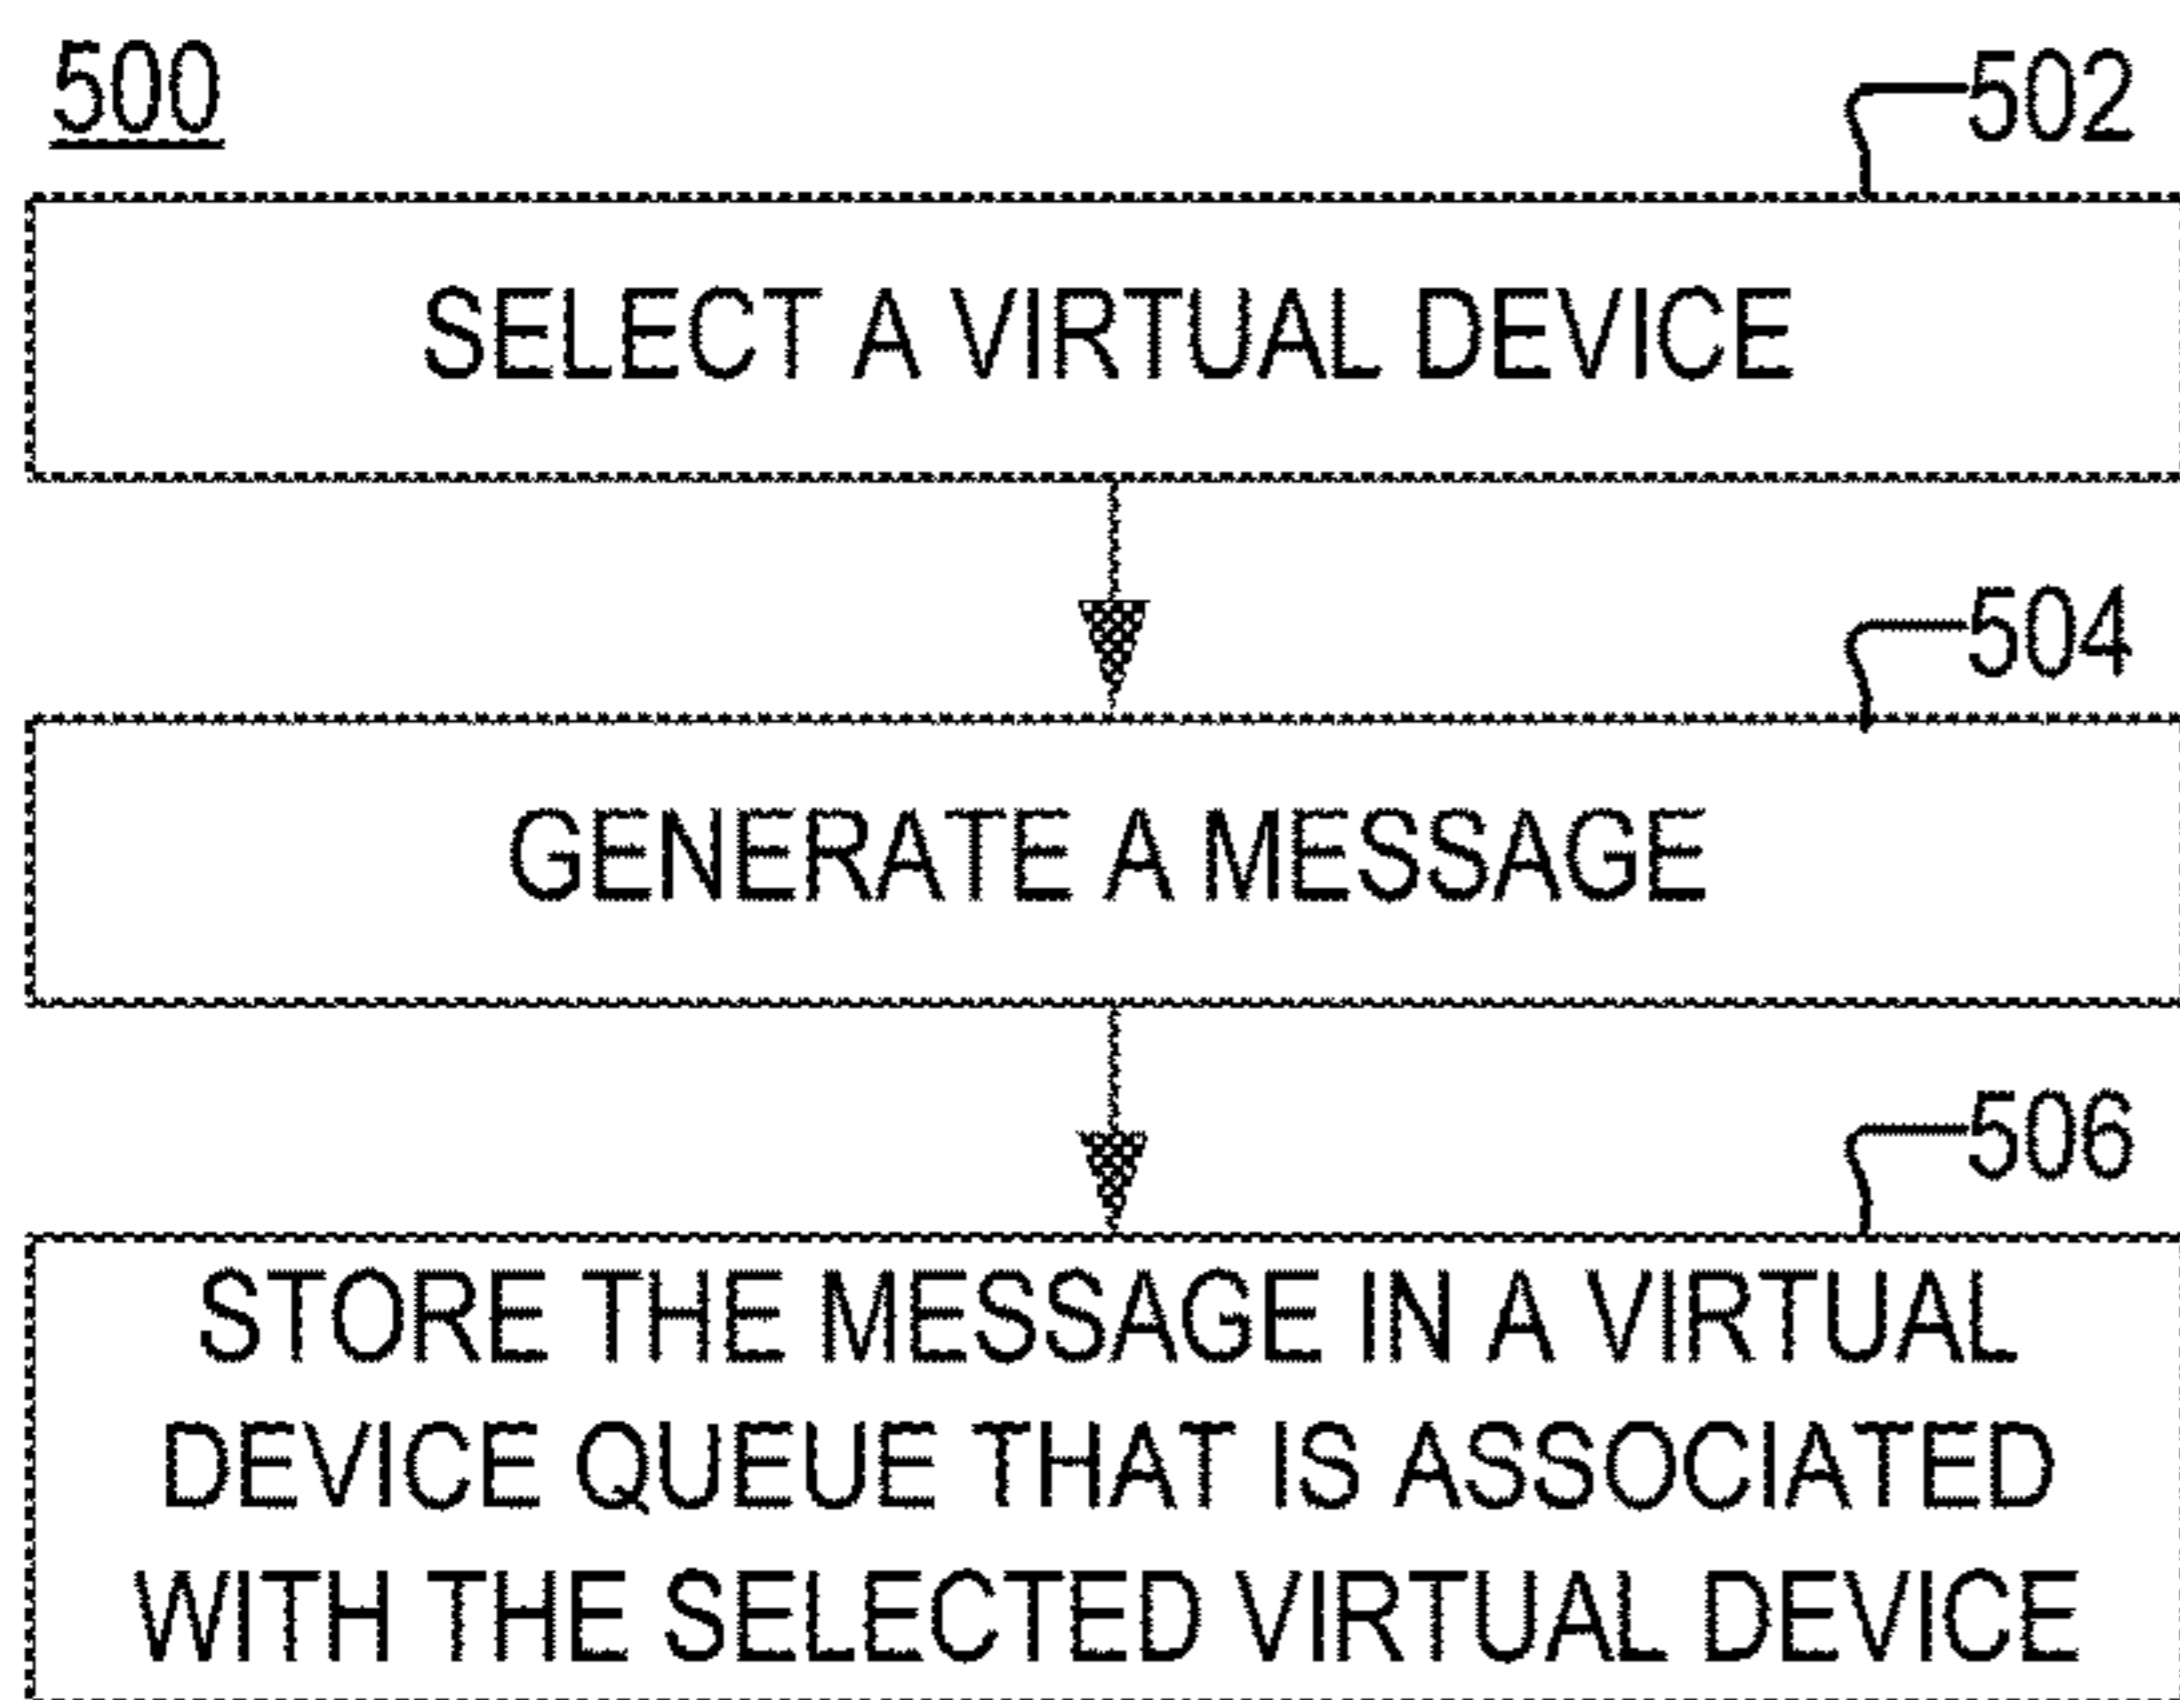 500
502
SELECT A VIRTUAL DEVICE
504
GENERATE A MESSAGE
506
STORE THE MESSAGE IN A VIRTUAL
DEVICE QUEUE THAT IS ASSOCIATED
WITH THE SELECTED VIRTUAL DEVICE